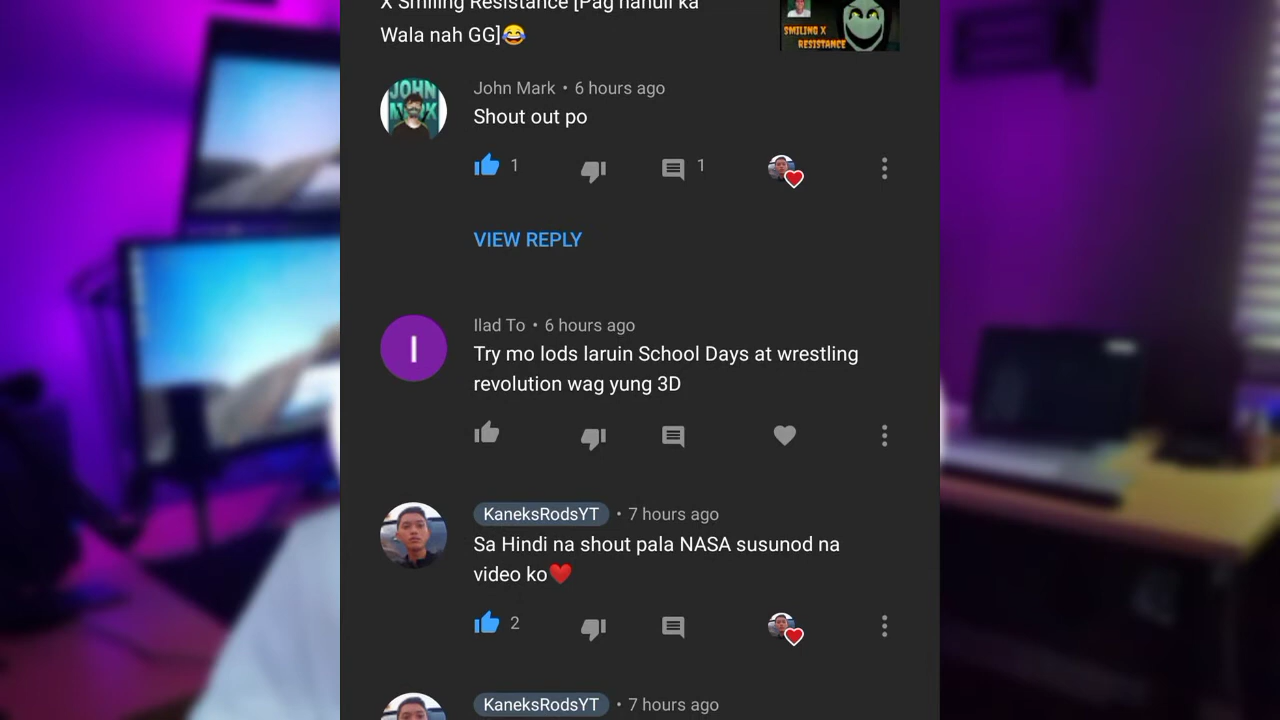 X Smiling Resistance [Pag nahuli ka
Wala nah GG]😂
SMILING X
RESISTANCE
JOHN
John Mark • 6 hours ago
Shout out po
1
1
VIEW REPLY
I
Ilad To • 6 hours ago
Try mo lods laruin School Days at wrestling
revolution wag yung 3D
KaneksRodsYT • 7 hours ago
Sa Hindi na shout pala NASA susunod na
video ko❤️
2
KaneksRodsYT • 7 hours ago